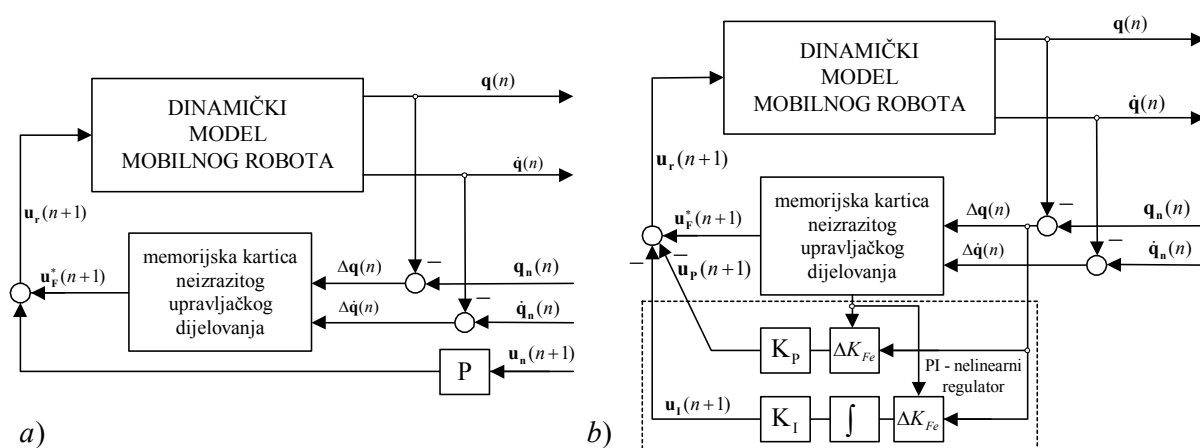 q(n)
DINAMIČKI
MODEL
MOBILNOG ROBOTA
q̇(n)
u_r(n+1)
memorijska kartica
neizrazitog
upravljačkog
dijelovanja
u*_F(n+1)
Δq(n)
−
q_n(n)
Δq̇(n)
−
q̇_n(n)
u_n(n+1)
P
a)
q(n)
DINAMIČKI
MODEL
MOBILNOG ROBOTA
q̇(n)
u_r(n+1)
memorijska kartica
neizrazitog
upravljačkog
dijelovanja
u*_F(n+1)
−
Δq(n)
q_n(n)
−
Δq̇(n)
q̇_n(n)
−
−
u_P(n+1)
K_P
ΔK_Fe
PI - nelinearni
regulator
u_I(n+1)
K_I
∫
ΔK_Fe
b)